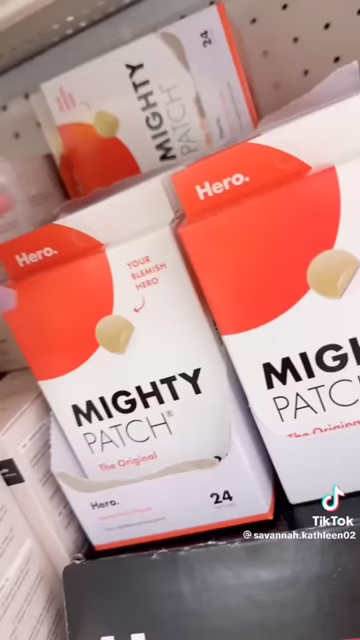 24
MIGHTY
PATCH
Hero.
Hero.
YOUR
BLEMISH
HERO
MIGHTY
PATCH®
The Original
MIGH
PATC
The Original
Hero.
24
TikTok
@savannah.kathleen02